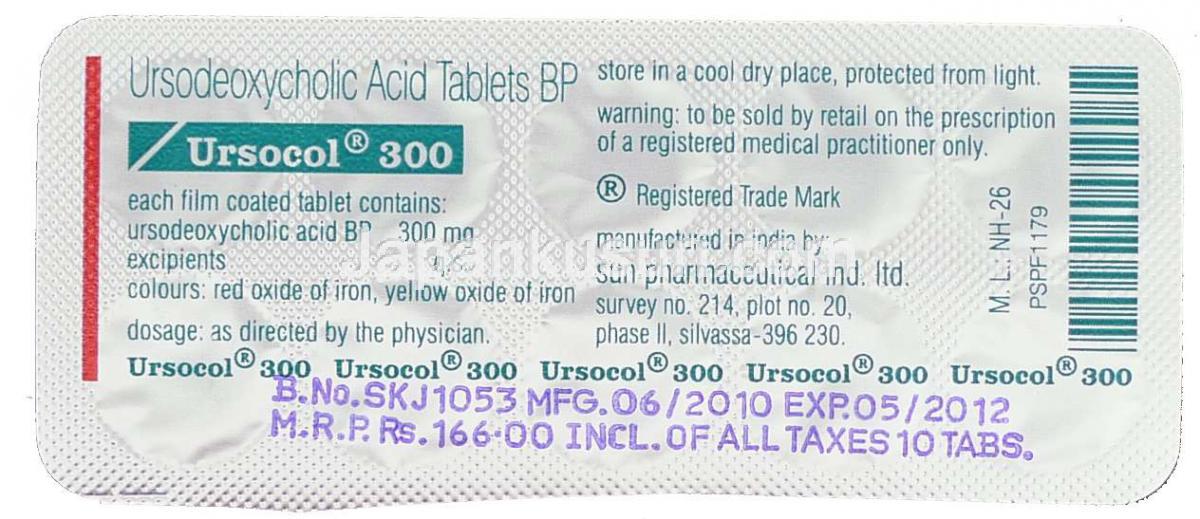 Ursodeoxycholic Acid Tablets BP
Ursocol® 300
each film coated tablet contains:
ursodeoxycholic acid BP 300 mg
excipients q.s.
colours: red oxide of iron, yellow oxide of iron
dosage: as directed by the physician.
store in a cool dry place, protected from light.
warning: to be sold by retail on the prescription
of a registered medical practitioner only.
® Registered Trade Mark
manufactured in india by:
sun pharmaceutical ind. ltd.
survey no. 214, plot no. 20,
phase II, silvassa-396 230.
M. L. NH-26
PSPF1179
Ursocol® 300 Ursocol® 300 Ursocol® 300 Ursocol® 300 Ursocol® 300
B.No.SKJ1053 MFG.06/2010 EXP.05/2012
M.R.P. Rs.166·00 INCL.OF ALL TAXES 10 TABS.